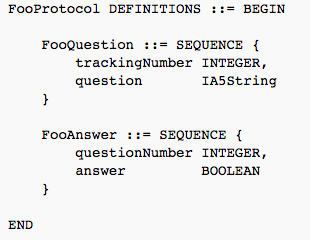 FooProtocol DEFINITIONS ::= BEGIN

    FooQuestion ::= SEQUENCE {
        trackingNumber INTEGER,
        question       IA5String
    }

    FooAnswer ::= SEQUENCE {
        questionNumber INTEGER,
        answer         BOOLEAN
    }

END